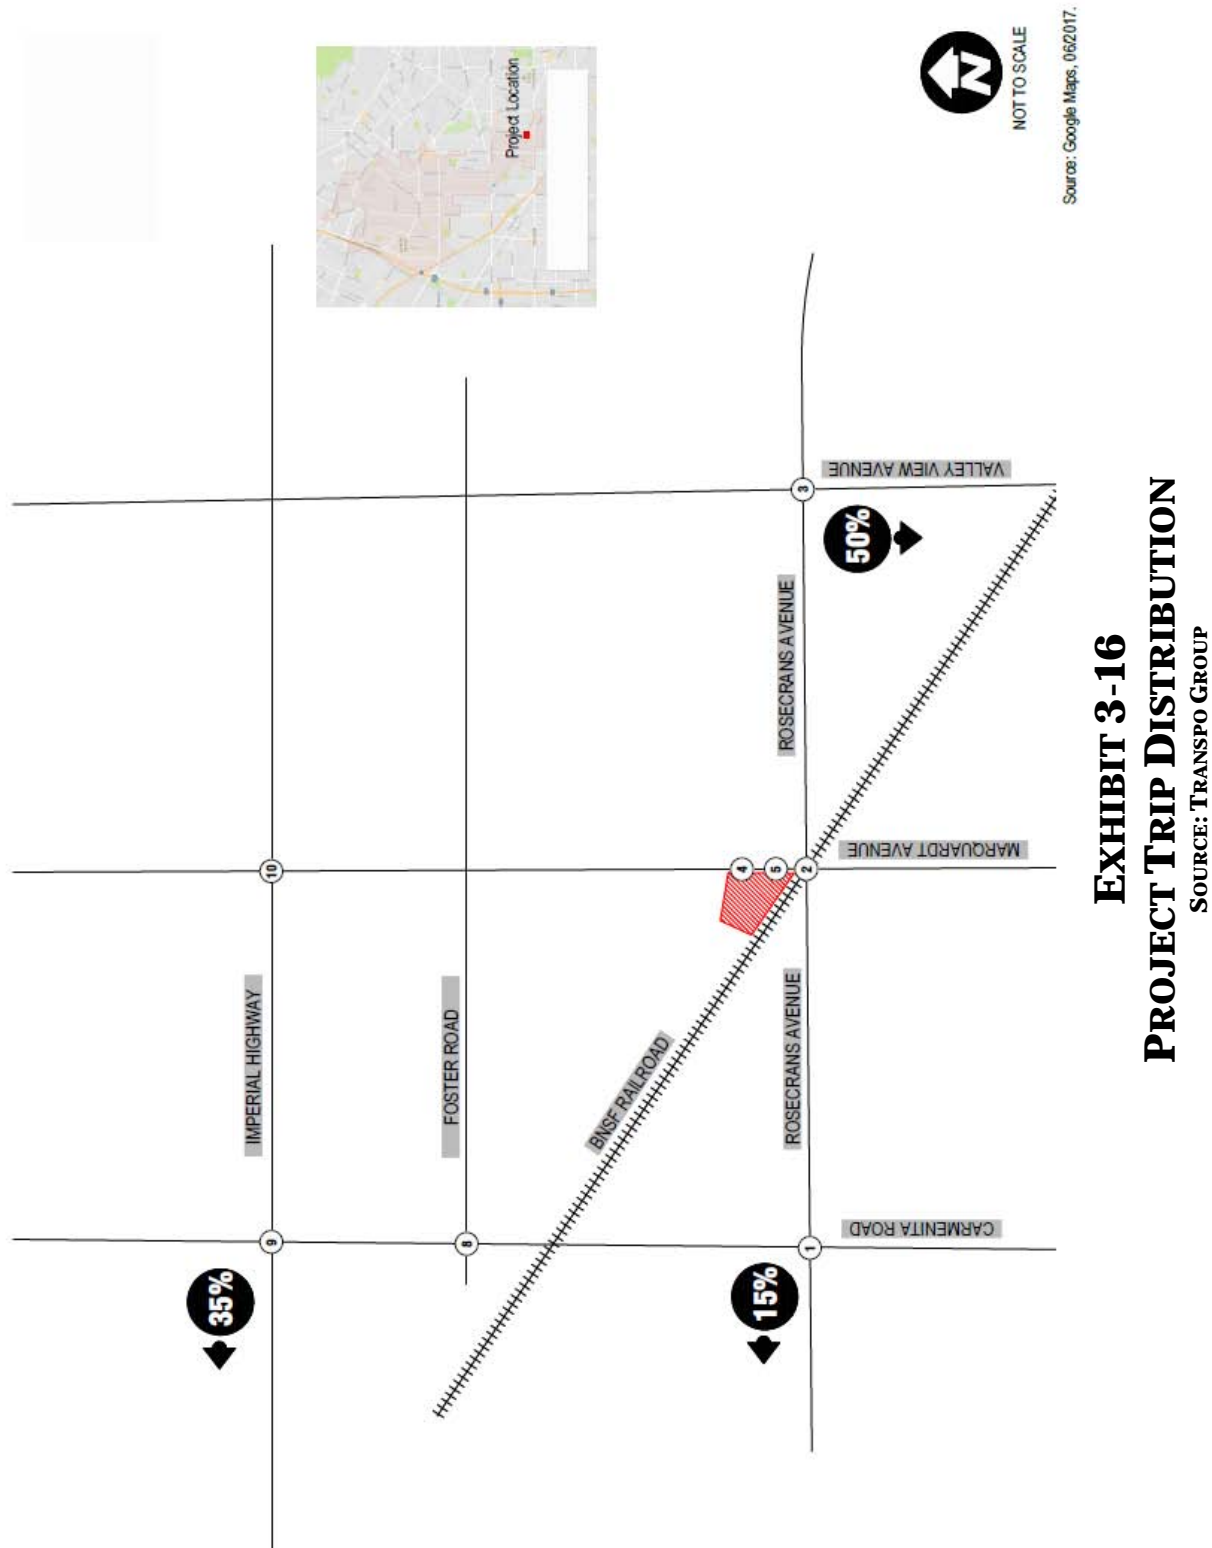 Project Location
NOT TO SCALE
Source: Google Maps, 06/2017.
IMPERIAL HIGHWAY
FOSTER ROAD
BNSF RAILROAD
ROSECRANS AVENUE
ROSECRANS AVENUE
CARMENITA ROAD
MARQUARDT AVENUE
VALLEY VIEW AVENUE
35%
15%
50%
9
10
8
4
5
1
2
3
N
EXHIBIT 3-16
PROJECT TRIP DISTRIBUTION
SOURCE: TRANSPO GROUP